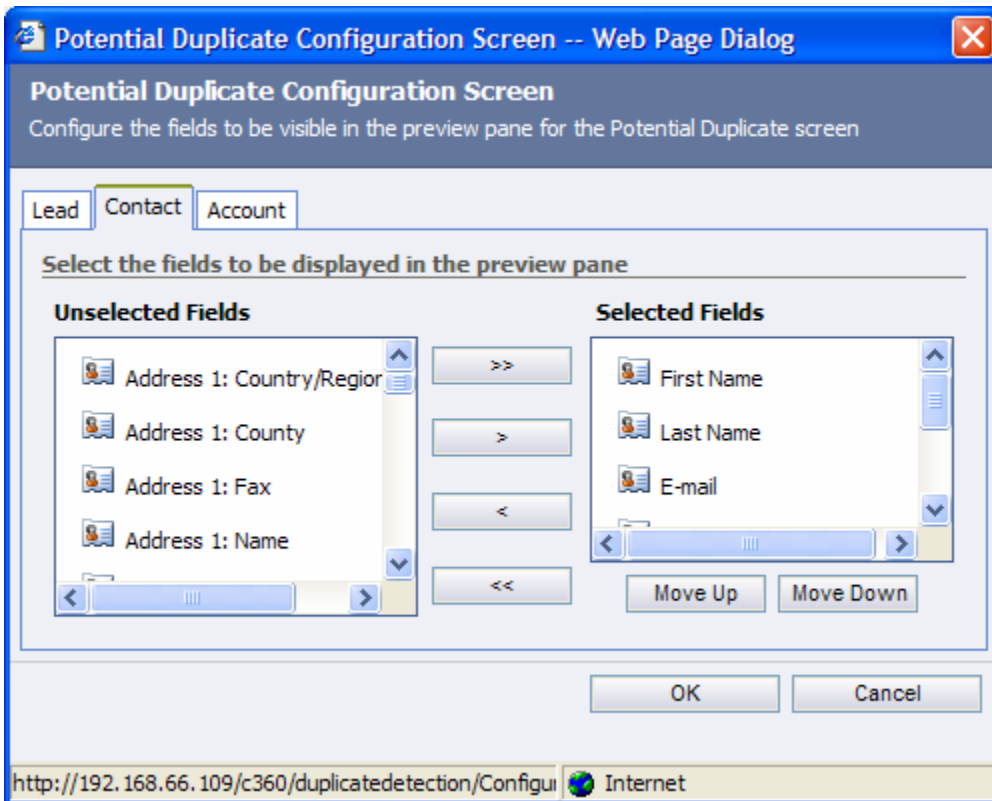 Potential Duplicate Configuration Screen -- Web Page Dialog
Potential Duplicate Configuration Screen
Configure the fields to be visible in the preview pane for the Potential Duplicate screen
Lead Contact Account
Select the fields to be displayed in the preview pane
Unselected Fields Selected Fields
Address 1: Country/Region >> First Name
Address 1: County > Last Name
Address 1: Fax < E-mail
Address 1: Name
<< Move Up Move Down
OK Cancel
http://192.168.66.109/c360/duplicatedetection/Configur Internet